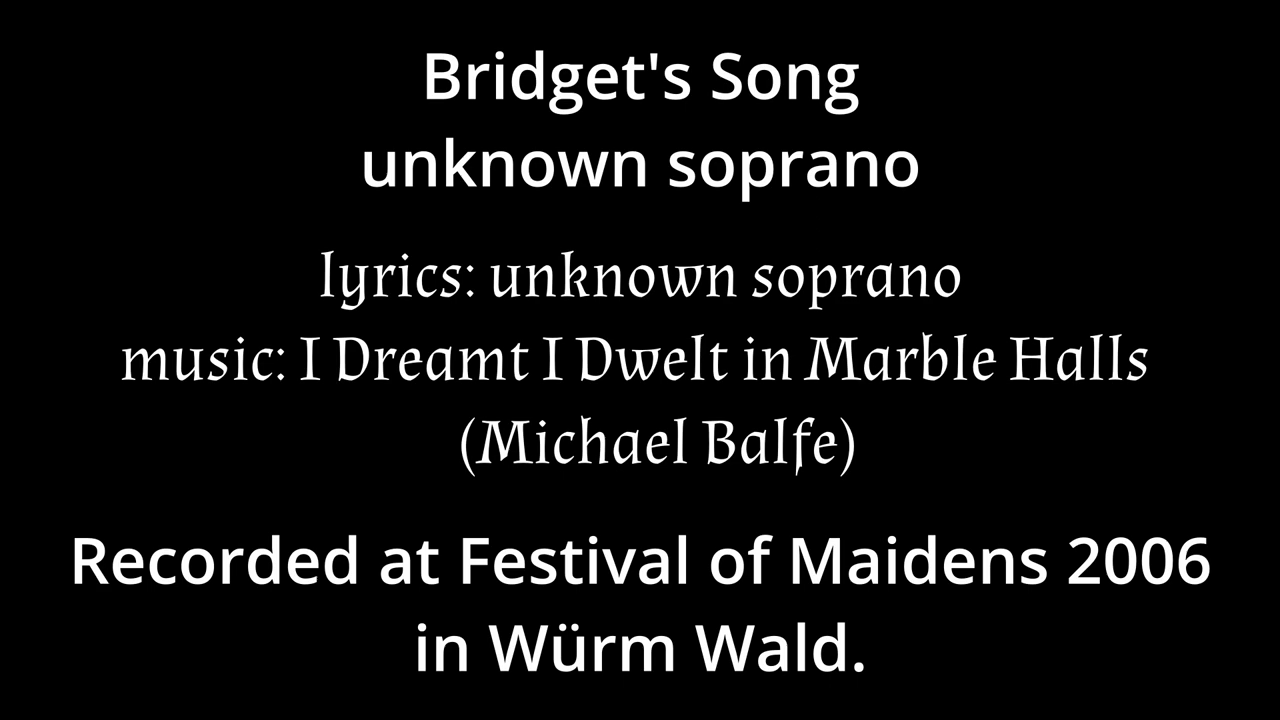 Bridget's Song
unknown soprano
lyrics: unknown soprano
music: I Dreamt I Dwelt in Marble Halls
(Michael Balfe)
Recorded at Festival of Maidens 2006
in Würm Wald.